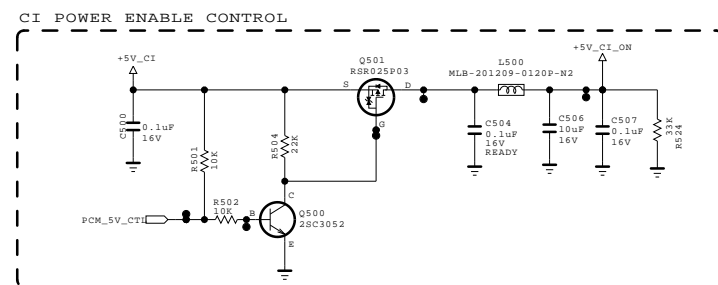 CI POWER ENABLE CONTROL
+5V_CI
Q501
RSR025P03
S
D
G
L500
MLB-201209-0120P-N2
+5V_CI_ON
C500
0.1uF
16V
R501
10K
R504
22K
C504
0.1uF
16V
READY
C506
10uF
16V
C507
0.1uF
16V
33K
R524
R502
10K
PCM_5V_CTL
B
C
E
Q500
2SC3052